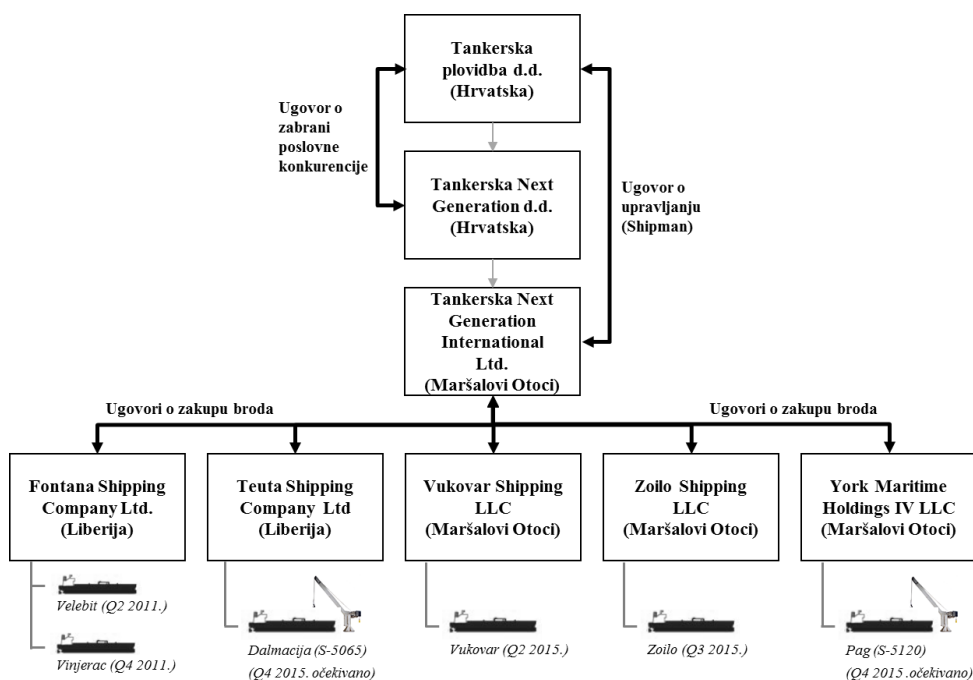 Tankerska
plovidba d.d.
(Hrvatska)
Ugovor o
zabrani
poslovne
konkurencije
Tankerska Next
Generation d.d.
(Hrvatska)
Ugovor o
upravljanju
(Shipman)
Tankerska Next
Generation
International
Ltd.
(Maršalovi Otoci)
Ugovori o zakupu broda
Ugovori o zakupu broda
Fontana Shipping
Company Ltd.
(Liberija)
Teuta Shipping
Company Ltd
(Liberija)
Vukovar Shipping
LLC
(Maršalovi Otoci)
Zoilo Shipping
LLC
(Maršalovi Otoci)
York Maritime
Holdings IV LLC
(Maršalovi Otoci)
Velebit (Q2 2011.)
Vinjerac (Q4 2011.)
Dalmacija (S-5065)
(Q4 2015. očekivano)
Vukovar (Q2 2015.)
Zoilo (Q3 2015.)
Pag (S-5120)
(Q4 2015. očekivano)